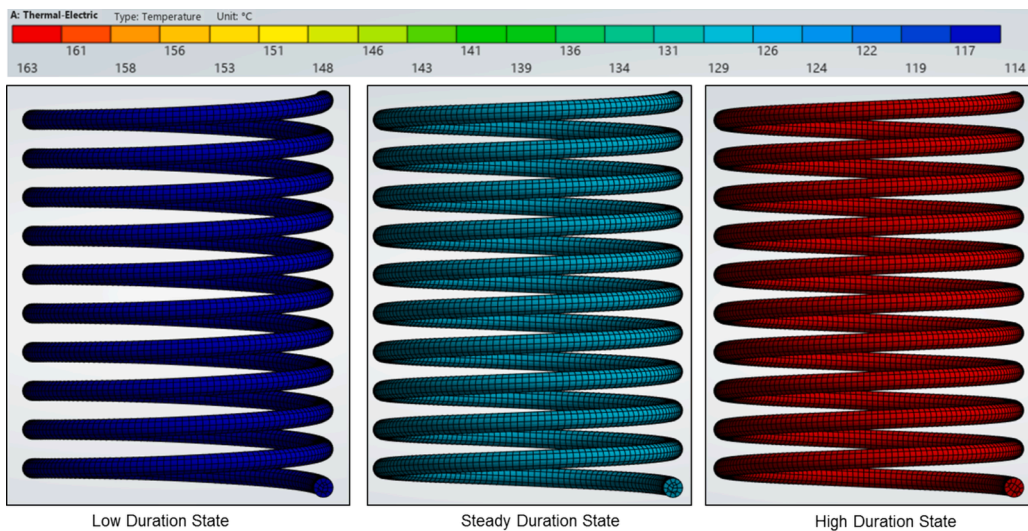 A: Thermal-Electric Type: Temperature Unit: °C
161 156 151 146 141 136 131 126 122 117
163 158 153 148 143 139 134 129 124 119 114
Low Duration State Steady Duration State High Duration State